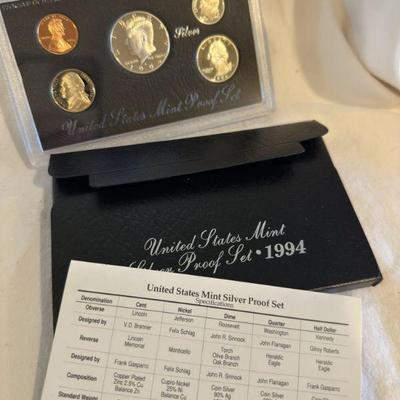 Silver
United States Mint Proof Set
United States Mint
Silver Proof Set • 1994
United States Mint Silver Proof Set
Specifications
Denomination Cent Nickel Dime Quarter Half Dollar
Obverse Lincoln Jefferson Roosevelt Washington Kennedy
Designed by V.D. Brenner Felix Schlag John R. Sinnock John Flanagan Gilroy Roberts
Reverse Lincoln Memorial Monticello Torch Olive Branch Oak Branch Heraldic Eagle Heraldic Eagle
Designed by Frank Gasparro Felix Schlag John R. Sinnock John Flanagan Frank Gasparro
Composition Copper Plated Cupro-Nickel Coin Silver Coin Silver Coin Silver
Zinc 2.5% Cu 25% Ni 90% Ag
Balance Zn Balance Cu
Standard Weight